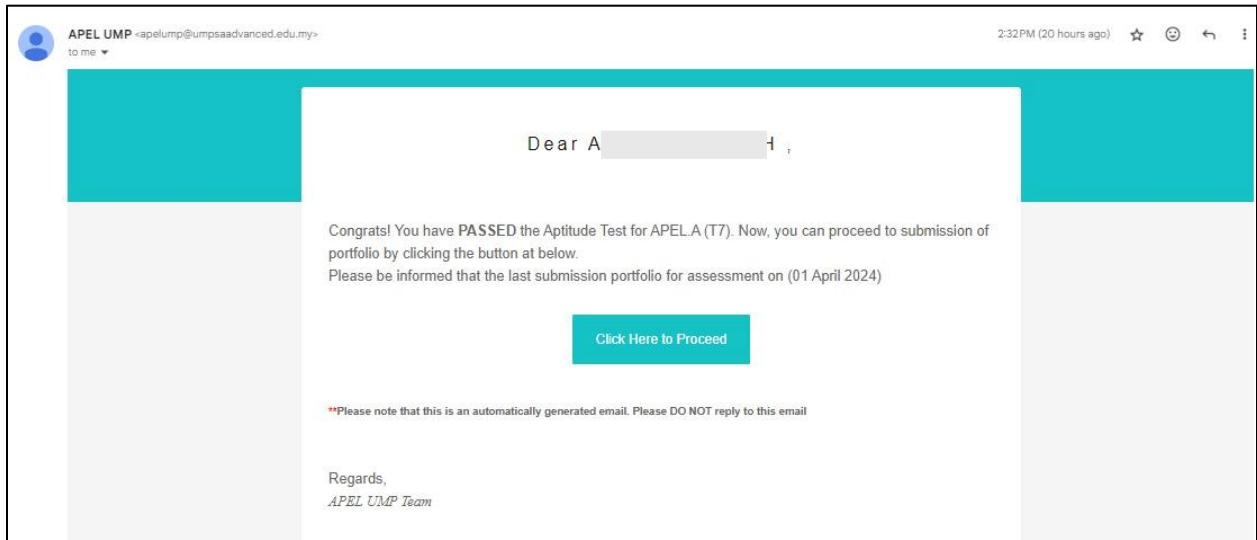 APEL UMP <apelump@umpsaadvanced.edu.my>
2:32PM (20 hours ago)
to me
Dear A H ,
Congrats! You have PASSED the Aptitude Test for APEL.A (T7). Now, you can proceed to submission of
portfolio by clicking the button at below.
Please be informed that the last submission portfolio for assessment on (01 April 2024)
Click Here to Proceed
**Please note that this is an automatically generated email. Please DO NOT reply to this email
Regards,
APEL UMP Team